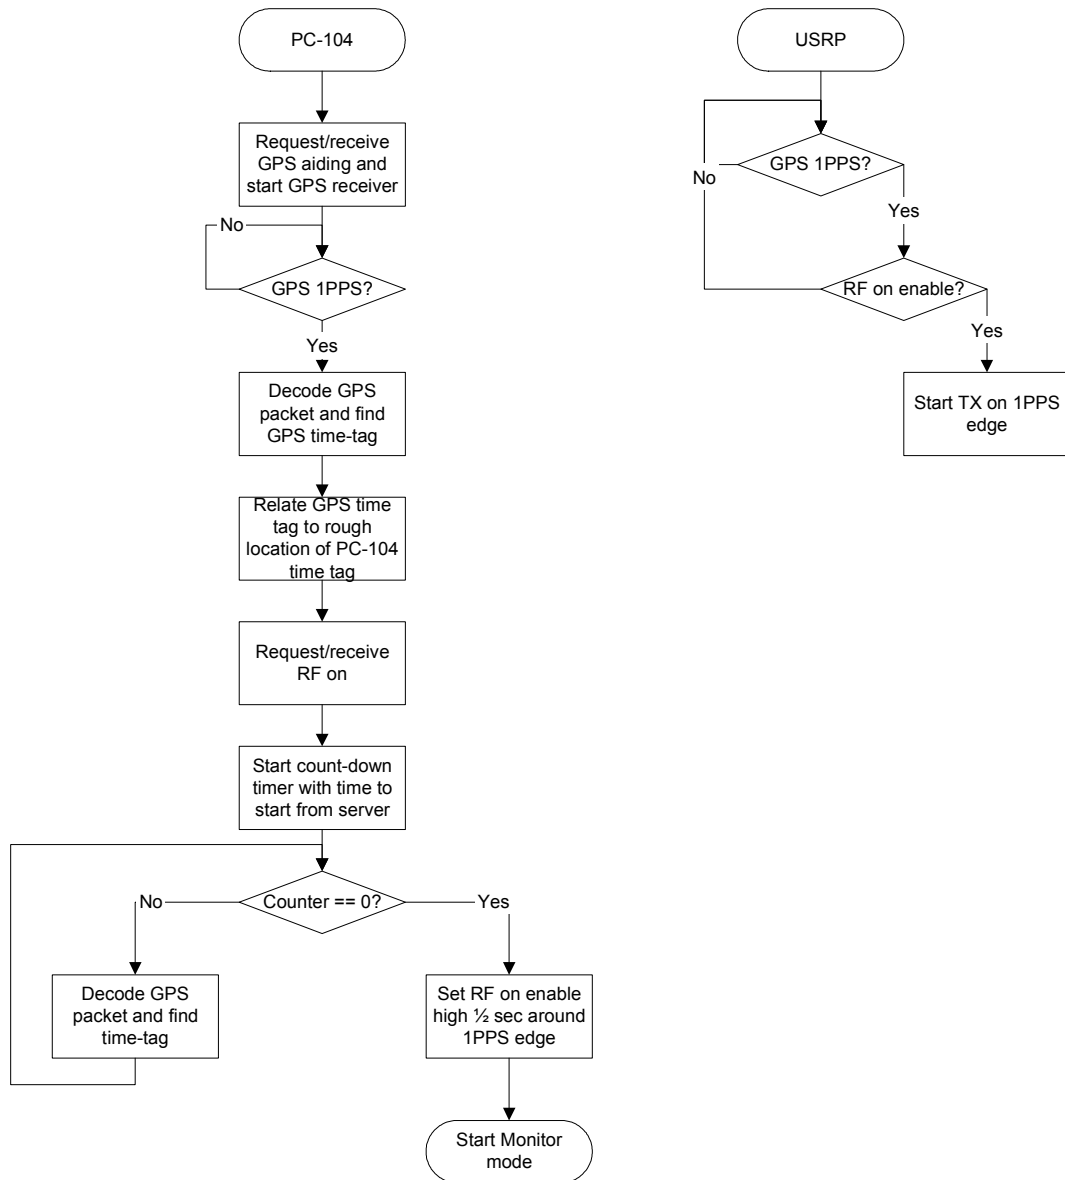 PC-104
Request/receive
GPS aiding and
start GPS receiver
No
GPS 1PPS?
Yes
Decode GPS
packet and find
GPS time-tag
Relate GPS time
tag to rough
location of PC-104
time tag
Request/receive
RF on
Start count-down
timer with time to
start from server
No
Counter == 0?
Yes
Decode GPS
packet and find
time-tag
Set RF on enable
high ½ sec around
1PPS edge
Start Monitor
mode
USRP
GPS 1PPS?
No
Yes
RF on enable?
Yes
Start TX on 1PPS
edge